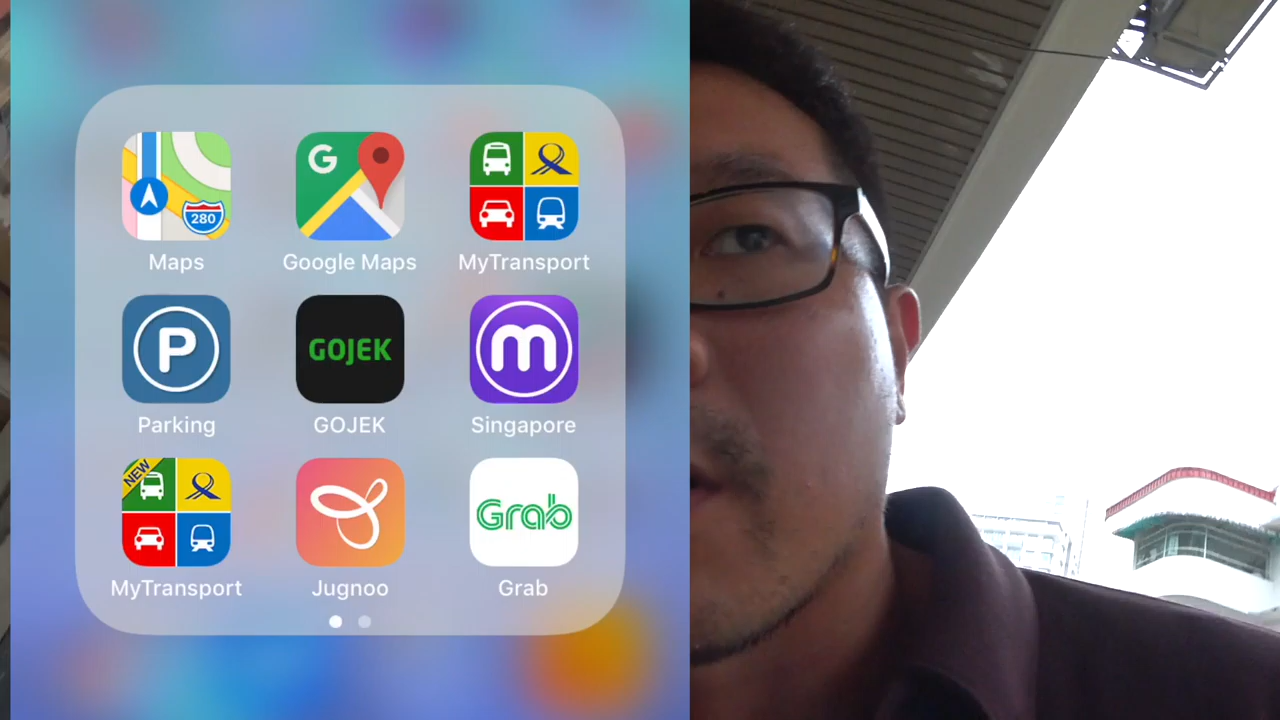 280
G
Maps
Google Maps
MyTransport
P
GOJEK
m
Parking
GOJEK
Singapore
NEW
Grab
MyTransport
Jugnoo
Grab